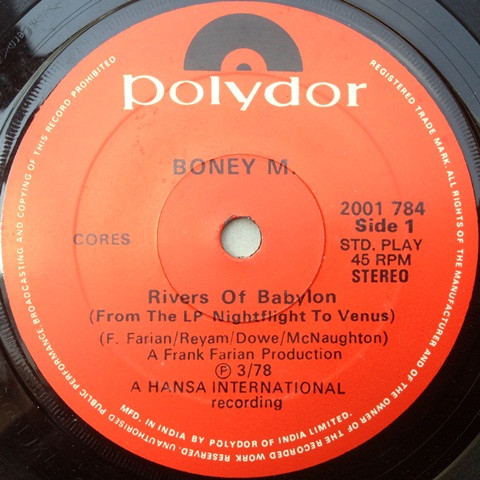 polydor
BONEY M.
CORES
2001 784
Side 1
STD. PLAY
45 RPM
STEREO
Rivers Of Babylon
(From The LP Nightflight To Venus)
(F. Farian/Reyam/Dowe/McNaughton)
A Frank Farian Production
Ⓟ 3/78
A HANSA INTERNATIONAL
recording
REGISTERED TRADE MARK. ALL RIGHTS OF THE MANUFACTURER AND OF THE OWNER OF THE RECORDED WORK RESERVED. UNAUTHORISED PUBLIC PERFORMANCE, BROADCASTING AND COPYING OF THIS RECORD PROHIBITED
MFD. IN INDIA BY POLYDOR OF INDIA LIMITED.